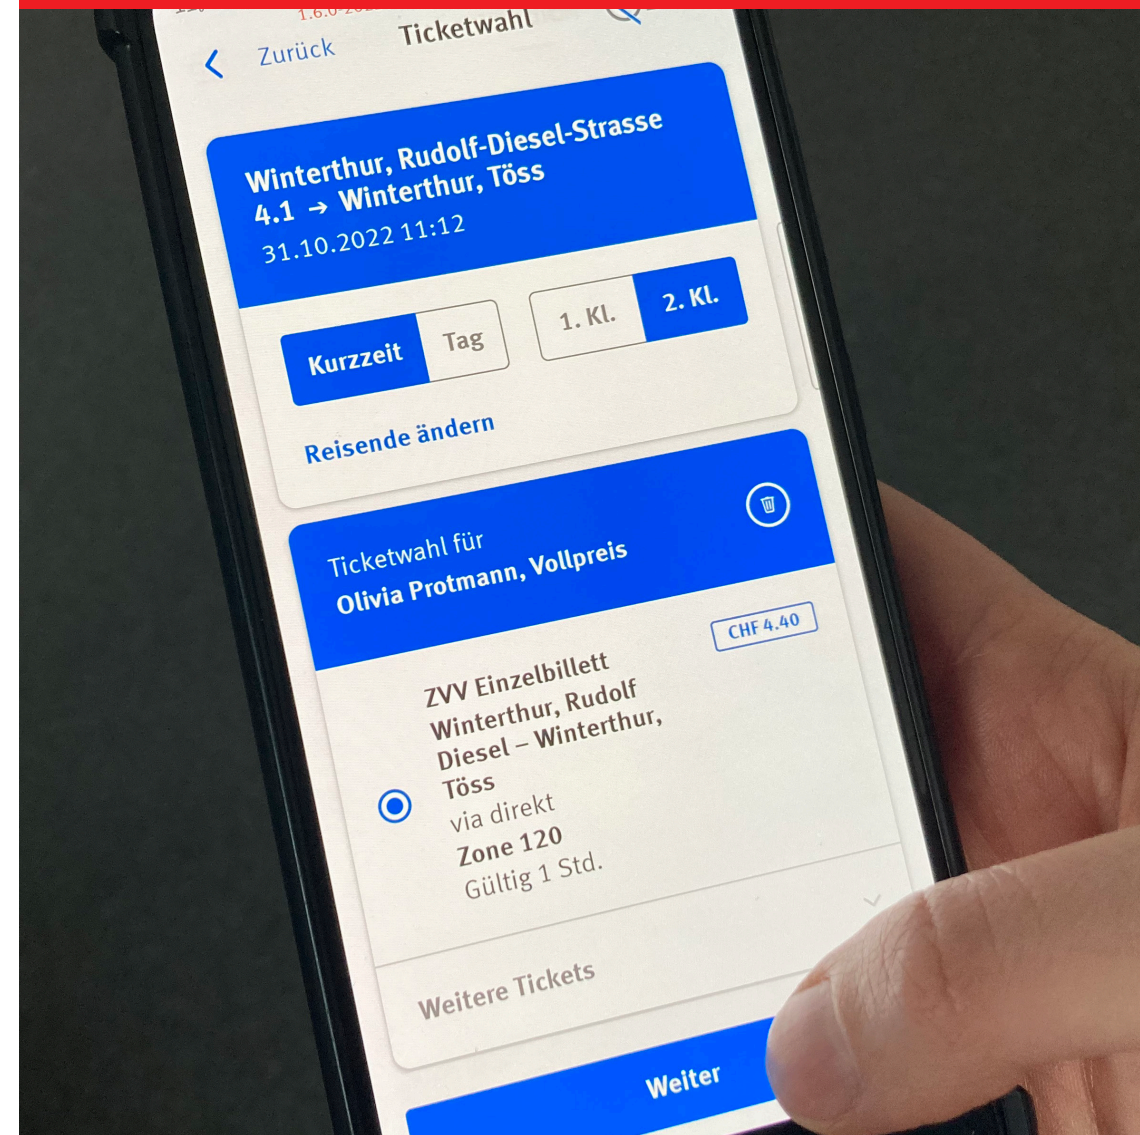 Zurück
Ticketwahl
Winterthur, Rudolf-Diesel-Strasse
4.1 → Winterthur, Töss
31.10.2022 11:12
Kurzzeit
Tag
1. Kl.
2. Kl.
Reisende ändern
Ticketwahl für
Olivia Protmann, Vollpreis
CHF 4.40
ZVV Einzelbillett
Winterthur, Rudolf
Diesel – Winterthur,
Töss
via direkt
Zone 120
Gültig 1 Std.
Weitere Tickets
Weiter